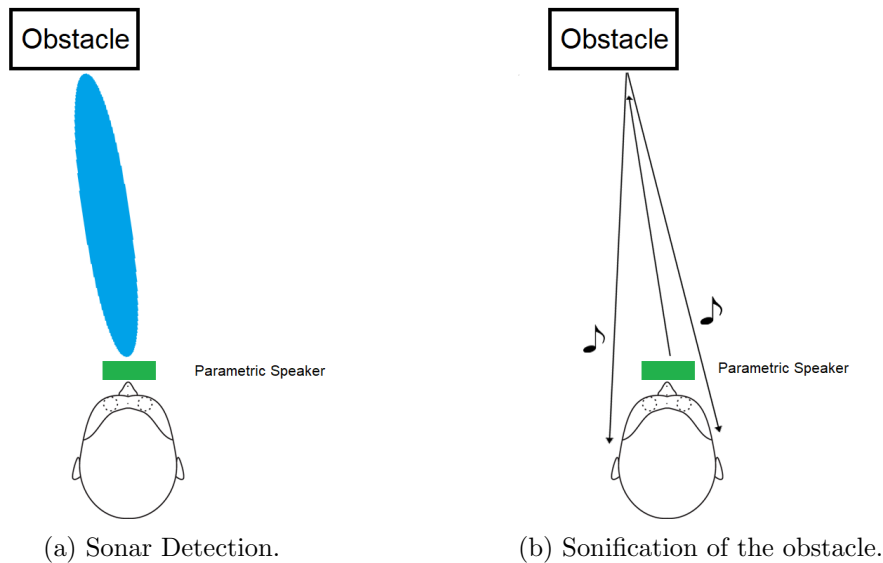 Obstacle
Parametric Speaker
(a) Sonar Detection.
Obstacle
Parametric Speaker
(b) Sonification of the obstacle.